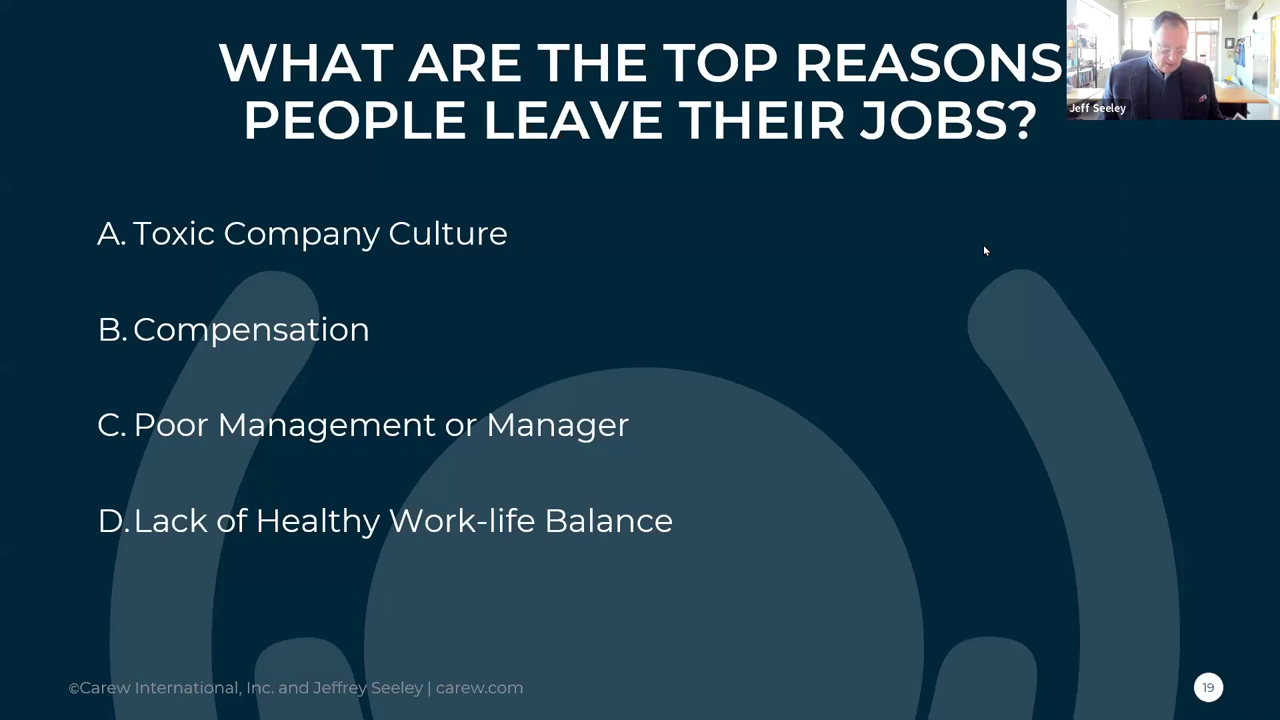 WHAT ARE THE TOP REASONS
PEOPLE LEAVE THEIR JOBS?
Jeff Seeley
A. Toxic Company Culture
B. Compensation
C. Poor Management or Manager
D. Lack of Healthy Work-life Balance
©Carew International, Inc. and Jeffrey Seeley | carew.com
19